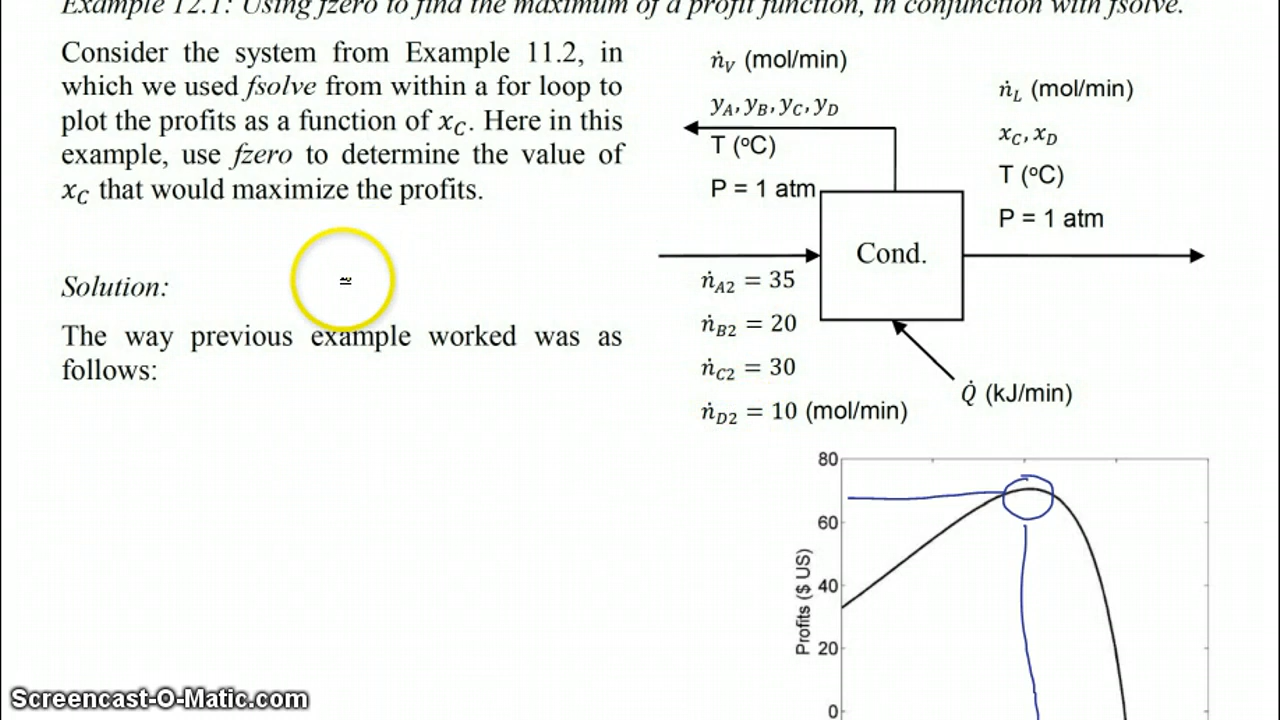 Example 12.1: Using fzero to find the maximum of a profit function, in conjunction with fsolve.
Consider the system from Example 11.2, in
which we used fsolve from within a for loop to
plot the profits as a function of x_C. Here in this
example, use fzero to determine the value of
x_C that would maximize the profits.
Solution:
The way previous example worked was as
follows:
ṅ_V (mol/min)
y_A, y_B, y_C, y_D
T (°C)
P = 1 atm
ṅ_L (mol/min)
x_C, x_D
T (°C)
P = 1 atm
Cond.
ṅ_A2 = 35
ṅ_B2 = 20
ṅ_C2 = 30
ṅ_D2 = 10 (mol/min)
Q̇ (kJ/min)
80
60
40
20
0
Profits ($ US)
Screencast-O-Matic.com